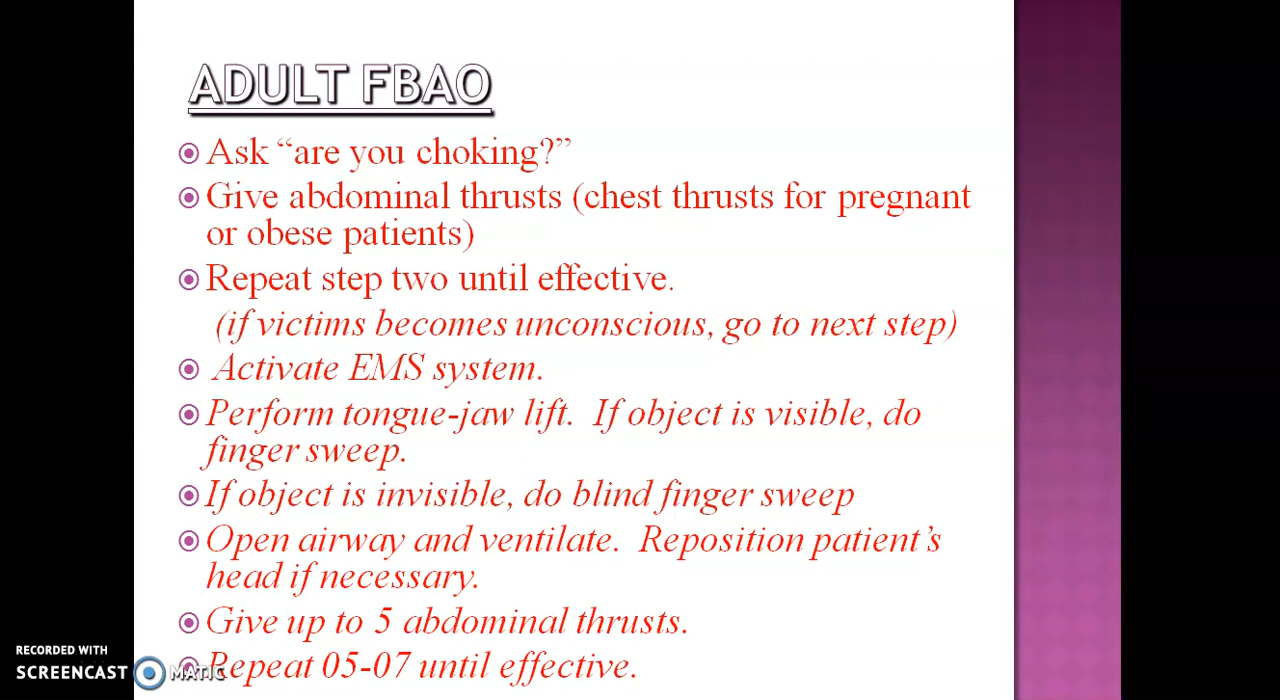 ADULT FBAO
Ask “are you choking?”
Give abdominal thrusts (chest thrusts for pregnant
or obese patients)
Repeat step two until effective.
(if victims becomes unconscious, go to next step)
Activate EMS system.
Perform tongue-jaw lift.  If object is visible, do
finger sweep.
If object is invisible, do blind finger sweep
Open airway and ventilate.  Reposition patient’s
head if necessary.
Give up to 5 abdominal thrusts.
Repeat 05-07 until effective.
RECORDED WITH
SCREENCAST MATIC